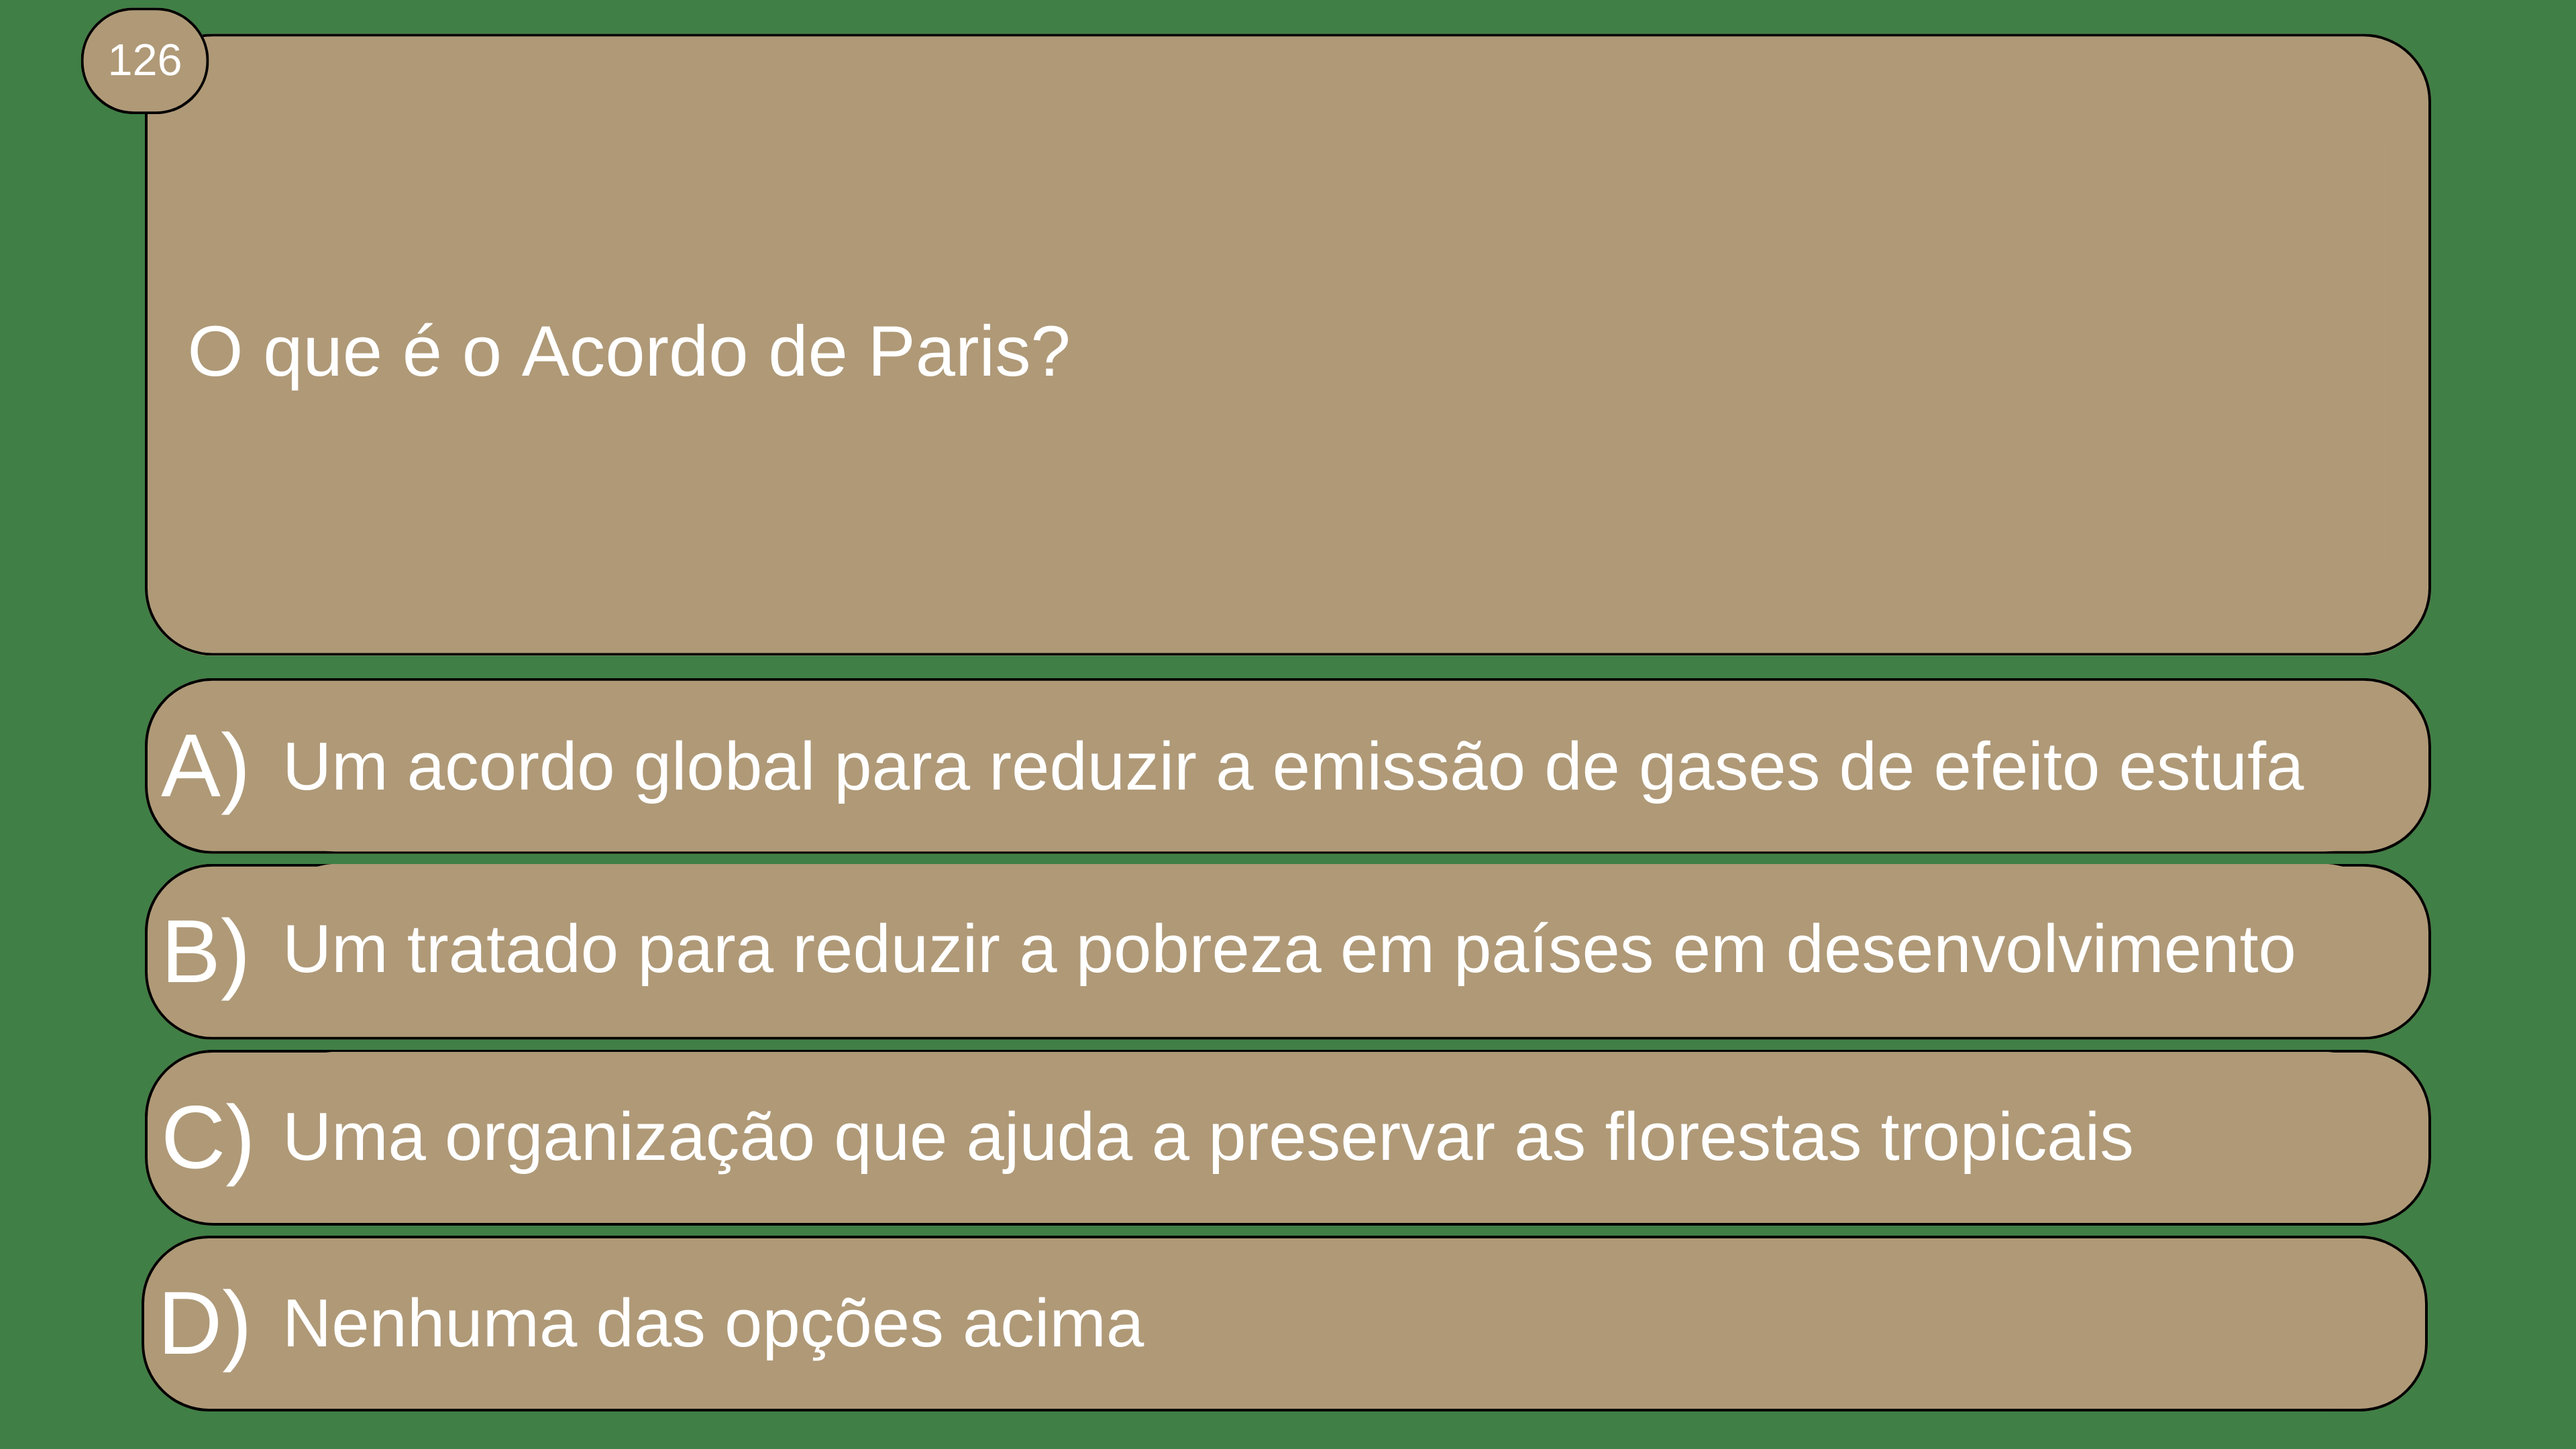 126
O que é o Acordo de Paris?
A) Um acordo global para reduzir a emissão de gases de efeito estufa
B) Um tratado para reduzir a pobreza em países em desenvolvimento
C) Uma organização que ajuda a preservar as florestas tropicais
D) Nenhuma das opções acima